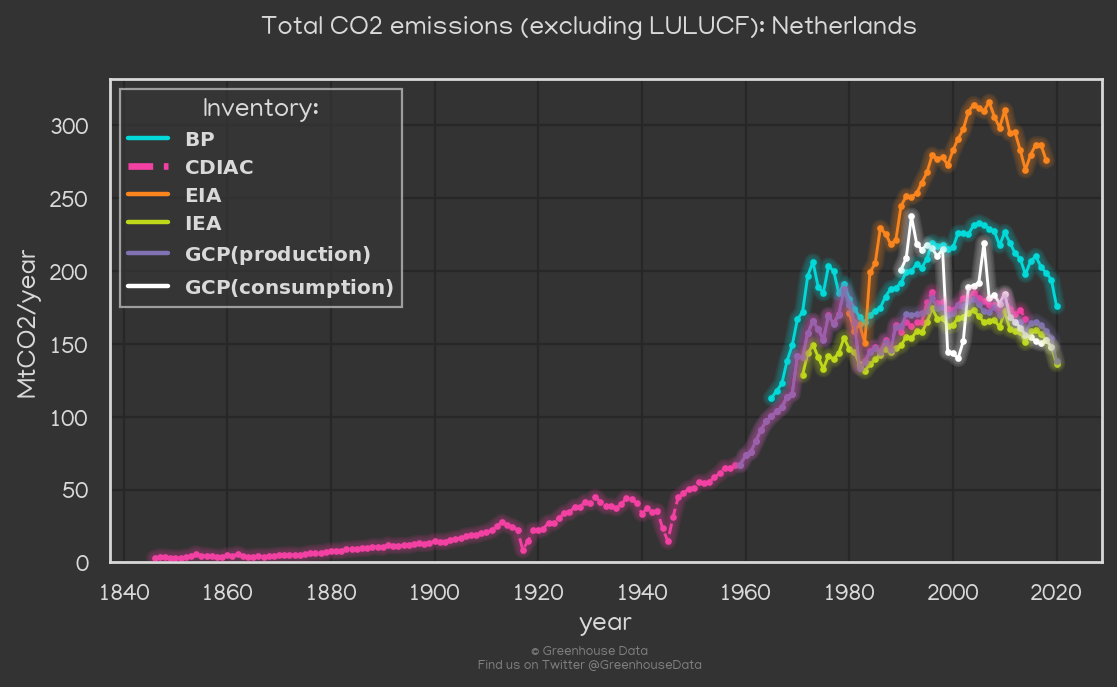 Total CO2 emissions (excluding LULUCF): Netherlands
Inventory:
BP
CDIAC
EIA
IEA
GCP(production)
GCP(consumption)
MtCO2/year
300
250
200
150
100
50
0
1840 1860 1880 1900 1920 1940 1960 1980 2000 2020
year
© Greenhouse Data
Find us on Twitter @GreenhouseData